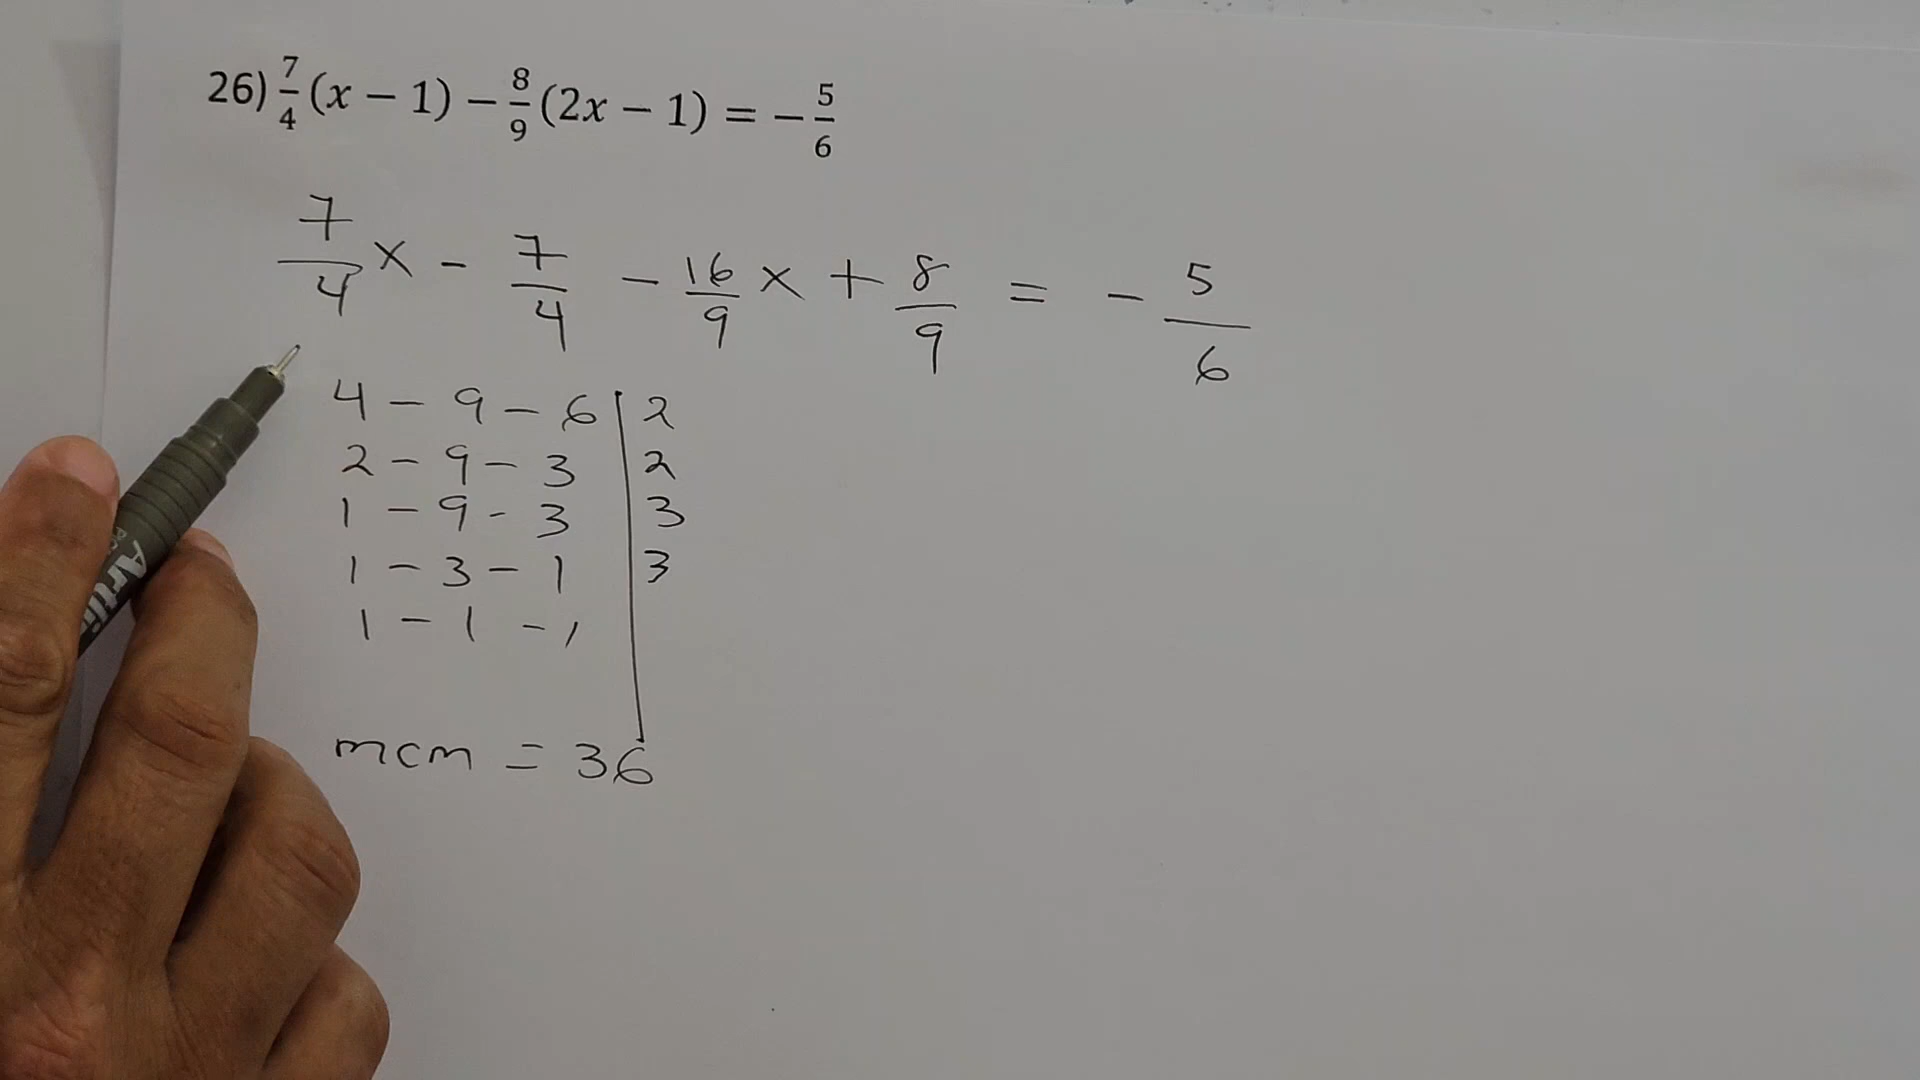 26) 7/4 (x − 1) − 8/9 (2x − 1) = − 5/6
7/4 x − 7/4 − 16/9 x + 8/9 = − 5/6
4 − 9 − 6 | 2
2 − 9 − 3 | 2
1 − 9 − 3 | 3
1 − 3 − 1 | 3
1 − 1 − 1
mcm = 36